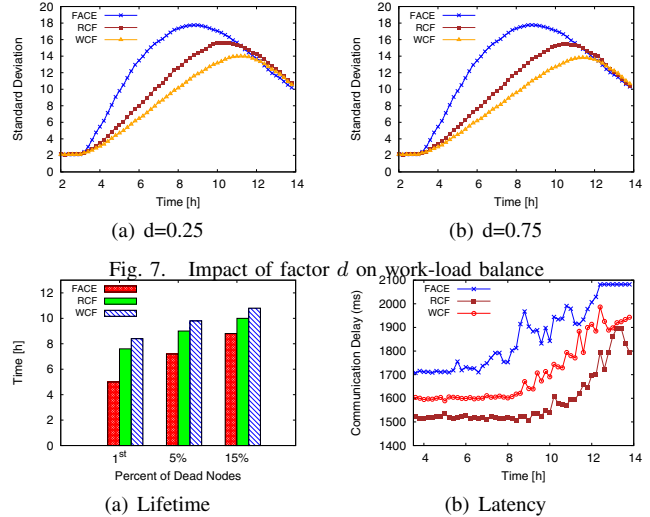 FACE
RCF
WCF
20
18
16
14
12
10
8
6
4
2
0
Standard Deviation
2 4 6 8 10 12 14
Time [h]
(a) d=0.25
FACE
RCF
WCF
20
18
16
14
12
10
8
6
4
2
0
Standard Deviation
2 4 6 8 10 12 14
Time [h]
(b) d=0.75
Fig. 7. Impact of factor d on work-load balance
FACE
RCF
WCF
12
10
8
6
4
2
0
Time [h]
1st 5% 15%
Percent of Dead Nodes
(a) Lifetime
FACE
RCF
WCF
2100
2000
1900
1800
1700
1600
1500
1400
Communication Delay (ms)
4 6 8 10 12 14
Time [h]
(b) Latency